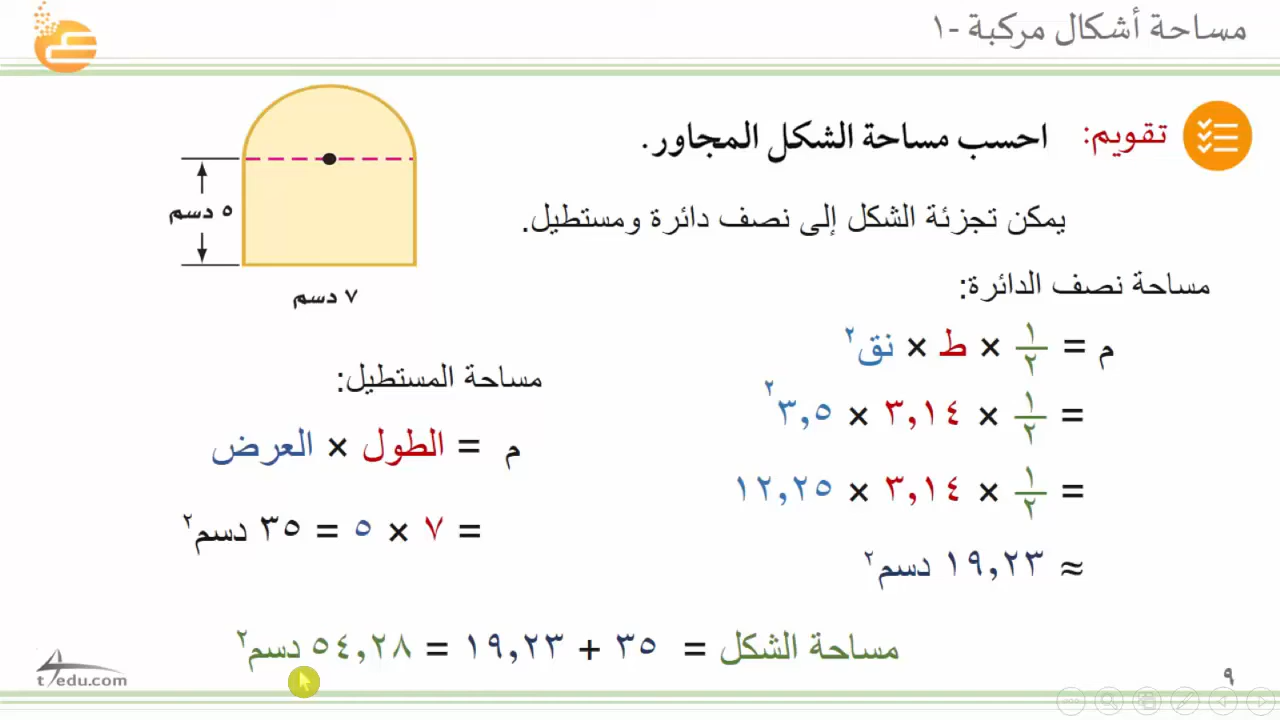 مساحة أشكال مركبة -١
تقويم: احسب مساحة الشكل المجاور.
يمكن تجزئة الشكل إلى نصف دائرة ومستطيل.
٥ دسم
٧ دسم
مساحة نصف الدائرة:
م = ١/٢ × ط × نق٢
= ١/٢ × ٣,١٤ × ٣,٥٢
= ١/٢ × ٣,١٤ × ١٢,٢٥
≈ ١٩,٢٣ دسم٢
مساحة المستطيل:
م = الطول × العرض
= ٧ × ٥ = ٣٥ دسم٢
مساحة الشكل = ٣٥ + ١٩,٢٣ = ٥٤,٢٨ دسم٢
t4edu.com
٩